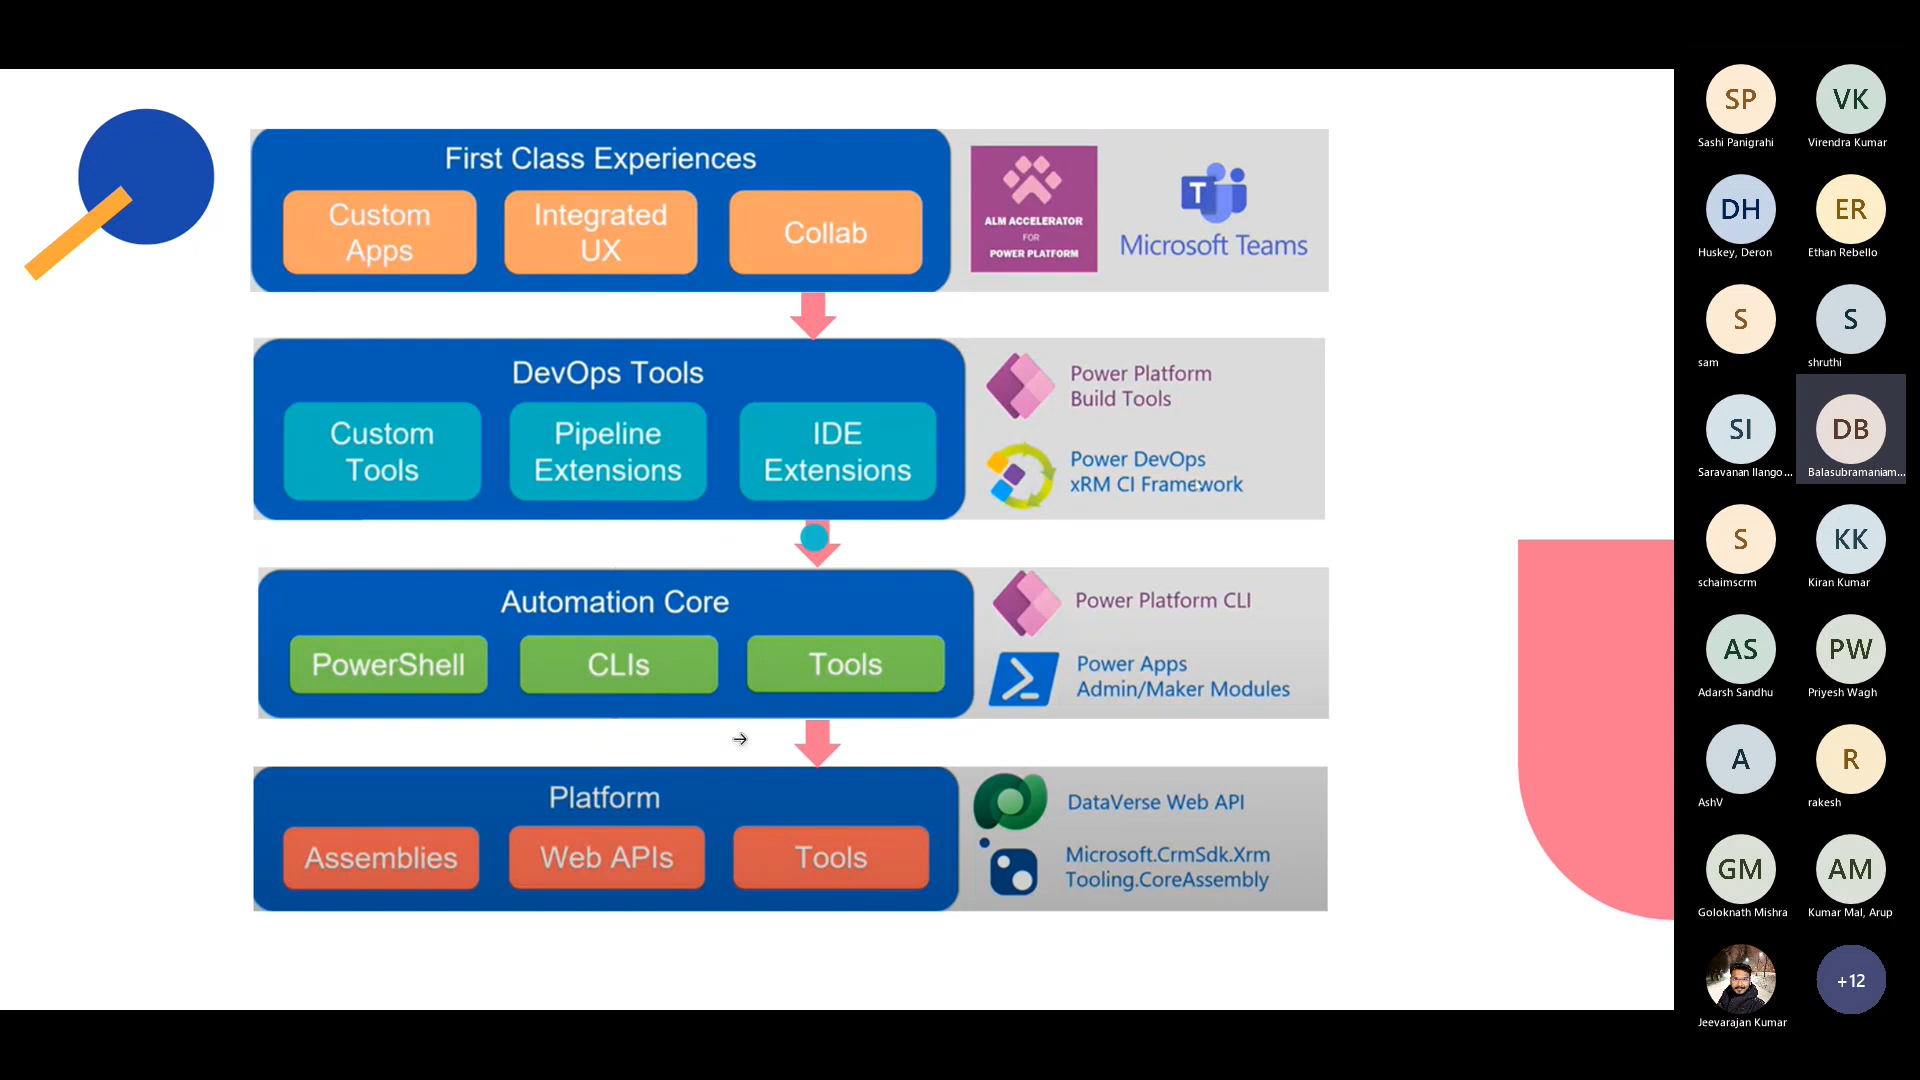 First Class Experiences
Custom
Apps
Integrated
UX
Collab
ALM ACCELERATOR
FOR
POWER PLATFORM
T
Microsoft Teams
DevOps Tools
Custom
Tools
Pipeline
Extensions
IDE
Extensions
Power Platform
Build Tools
Power DevOps
xRM CI Framework
Automation Core
PowerShell
CLIs
Tools
Power Platform CLI
Power Apps
Admin/Maker Modules
Platform
Assemblies
Web APIs
Tools
DataVerse Web API
Microsoft.CrmSdk.Xrm
Tooling.CoreAssembly
SP
Sashi Panigrahi
VK
Virendra Kumar
DH
Huskey, Deron
ER
Ethan Rebello
S
sam
S
shruthi
SI
Saravanan Ilango...
DB
Balasubramaniam...
S
schaimscrm
KK
Kiran Kumar
AS
Adarsh Sandhu
PW
Priyesh Wagh
A
AshV
R
rakesh
GM
Goloknath Mishra
AM
Kumar Mal, Arup
Jeevarajan Kumar
+12